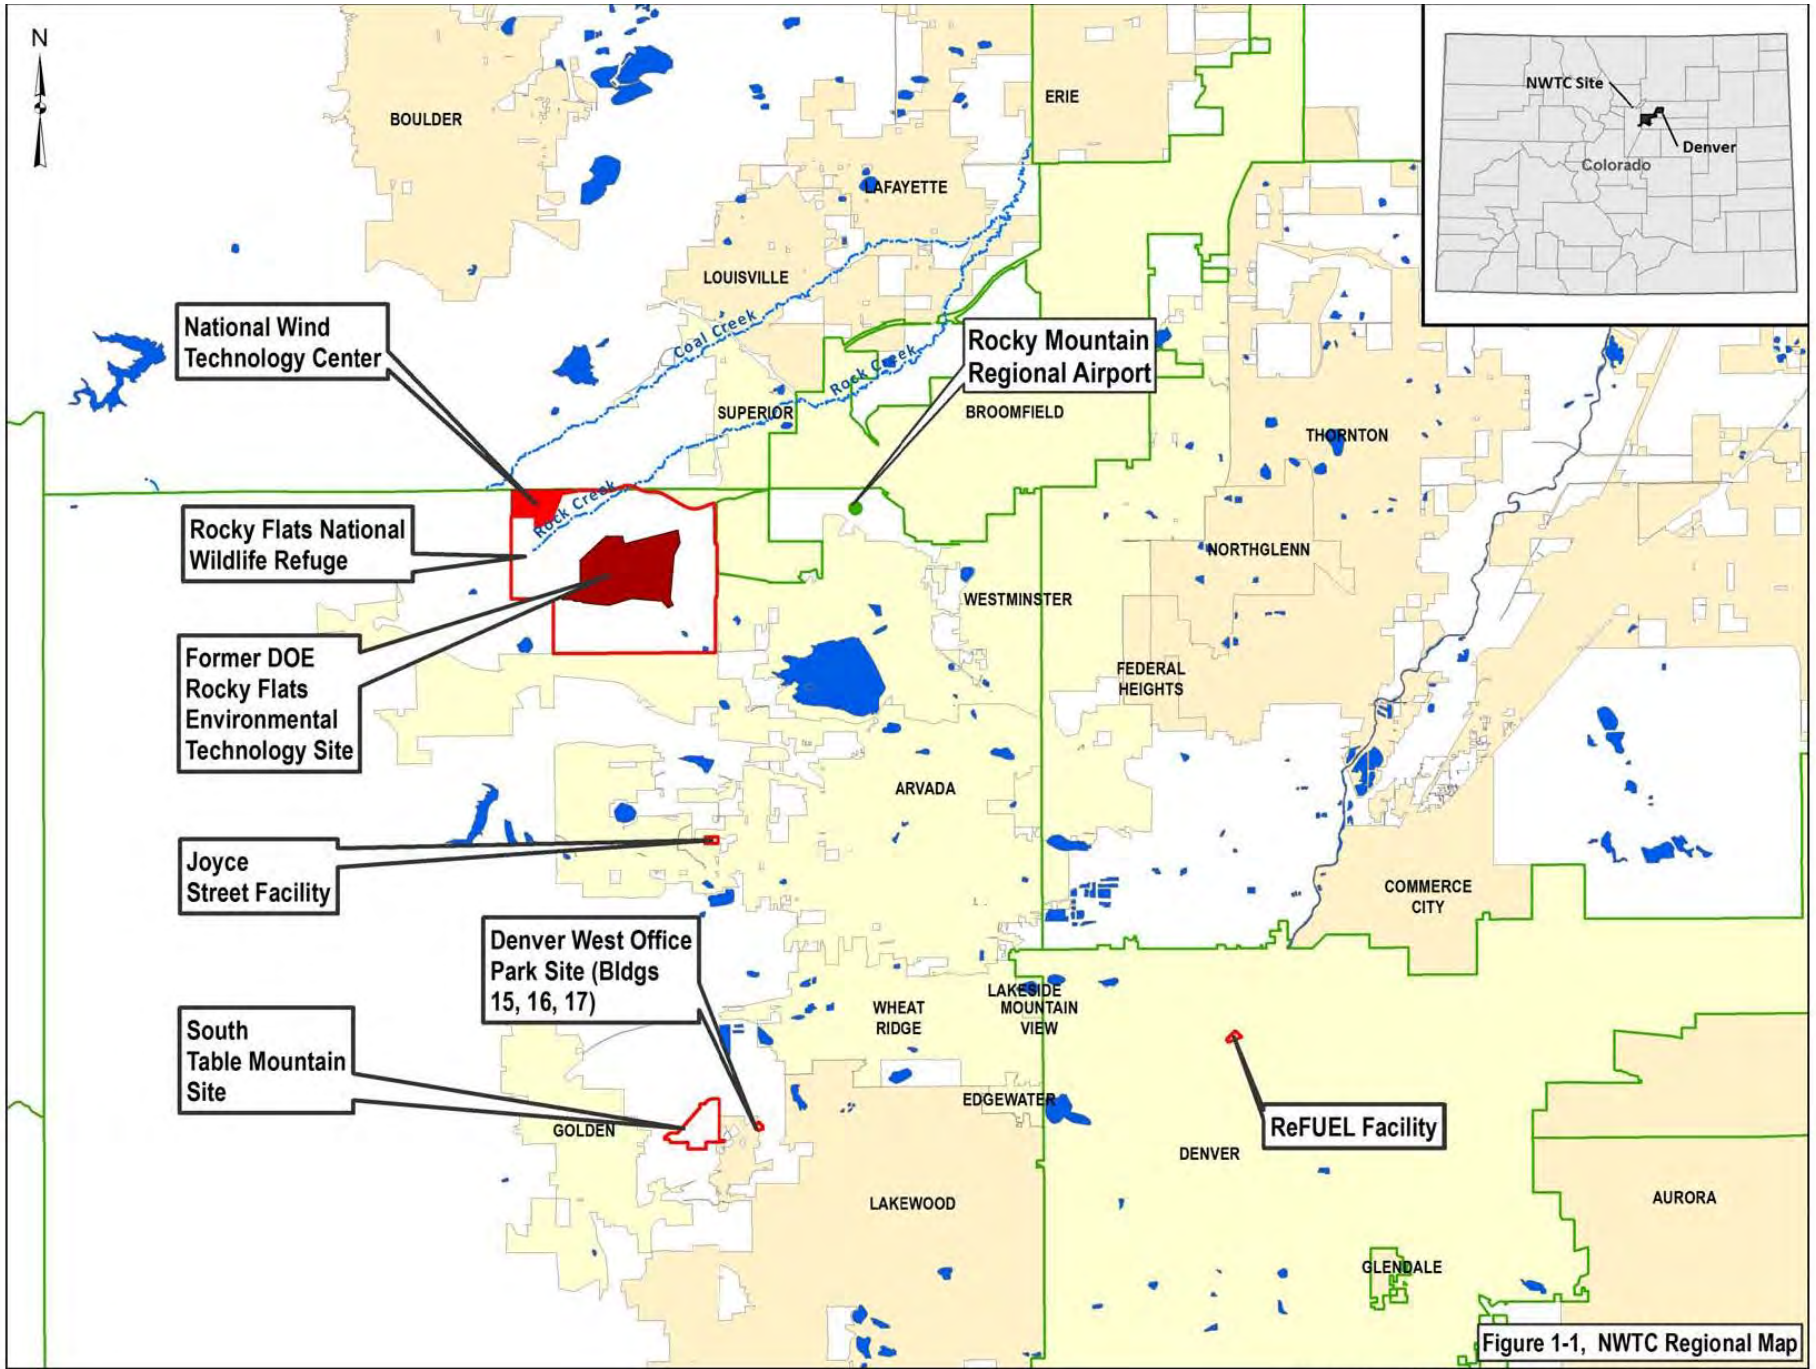 N
BOULDER
ERIE
NWTC Site
Denver
Colorado
LAFAYETTE
LOUISVILLE
National Wind
Technology Center
Coal Creek
Rock Creek
Rocky Mountain
Regional Airport
SUPERIOR
BROOMFIELD
THORNTON
Rock Creek
Rocky Flats National
Wildlife Refuge
NORTHGLENN
WESTMINSTER
Former DOE
Rocky Flats
Environmental
Technology Site
FEDERAL
HEIGHTS
ARVADA
Joyce
Street Facility
COMMERCE
CITY
Denver West Office
Park Site (Bldgs
15, 16, 17)
LAKESIDE
MOUNTAIN
VIEW
WHEAT
RIDGE
South
Table Mountain
Site
EDGEWATER
GOLDEN
ReFUEL Facility
DENVER
LAKEWOOD
AURORA
GLENDALE
Figure 1-1, NWTC Regional Map